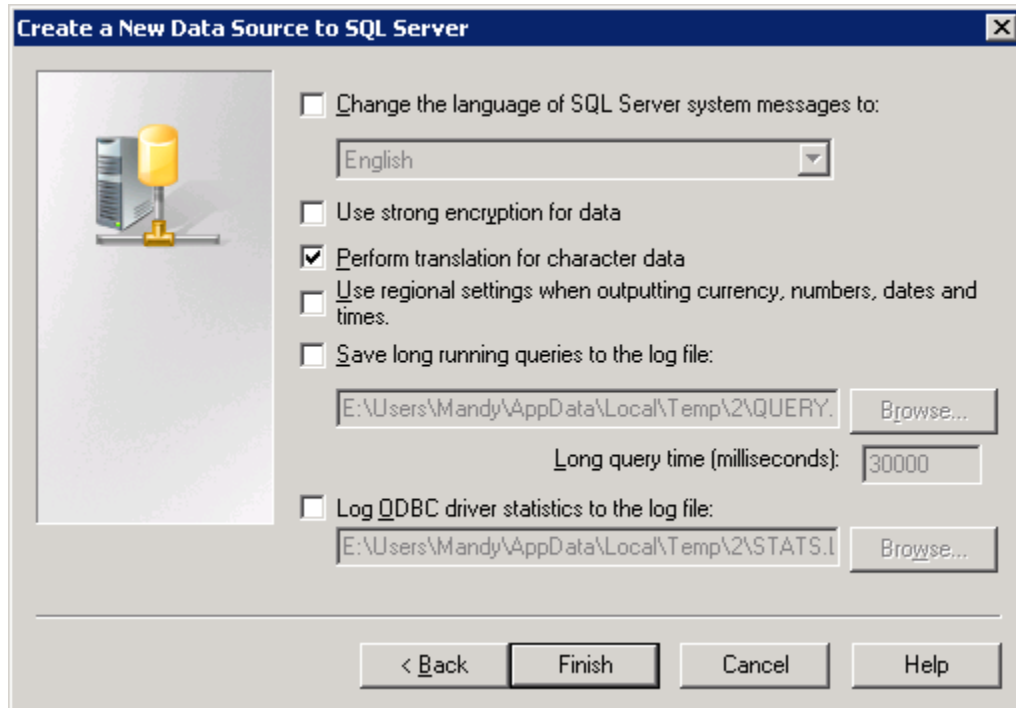 Create a New Data Source to SQL Server
Change the language of SQL Server system messages to:
English
Use strong encryption for data
Perform translation for character data
Use regional settings when outputting currency, numbers, dates and
times.
Save long running queries to the log file:
E:\Users\Mandy\AppData\Local\Temp\2\QUERY.
Browse...
Long query time (milliseconds):
30000
Log ODBC driver statistics to the log file:
E:\Users\Mandy\AppData\Local\Temp\2\STATS.L
Browse...
< Back
Finish
Cancel
Help